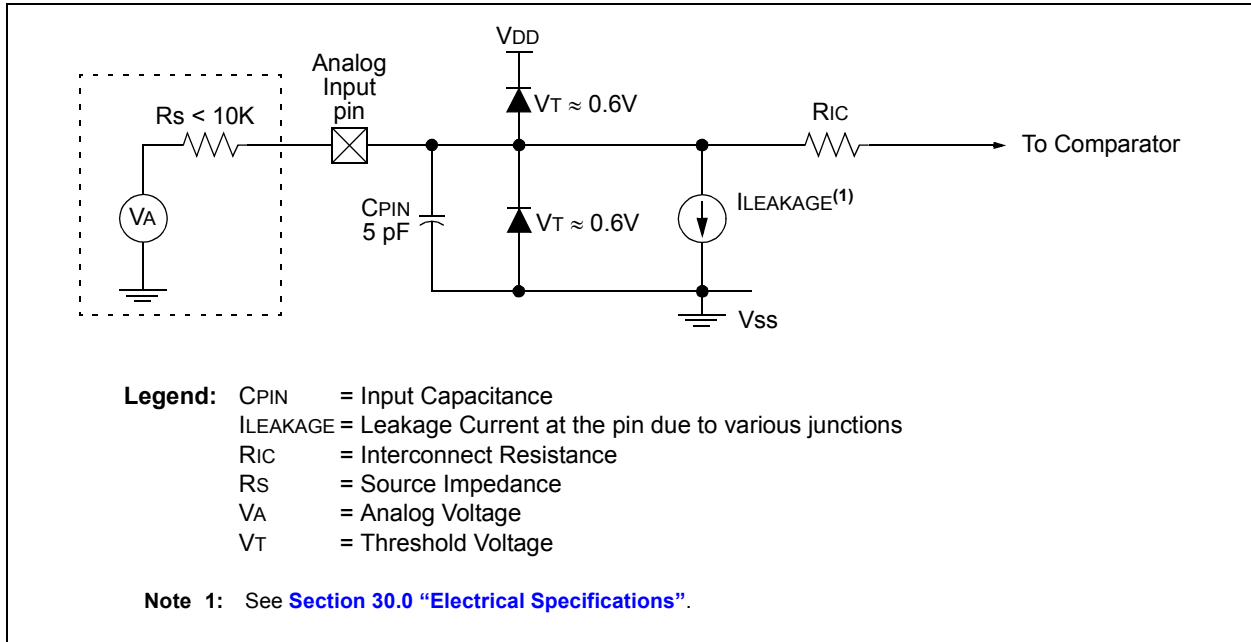 VDD
Analog
Input
pin
Rs < 10K
VT ≈ 0.6V
RIC
To Comparator
VA
CPIN
5 pF
VT ≈ 0.6V
ILEAKAGE(1)
Vss
Legend: CPIN = Input Capacitance
ILEAKAGE = Leakage Current at the pin due to various junctions
RIC = Interconnect Resistance
RS = Source Impedance
VA = Analog Voltage
VT = Threshold Voltage
Note 1: See Section 30.0 “Electrical Specifications”.